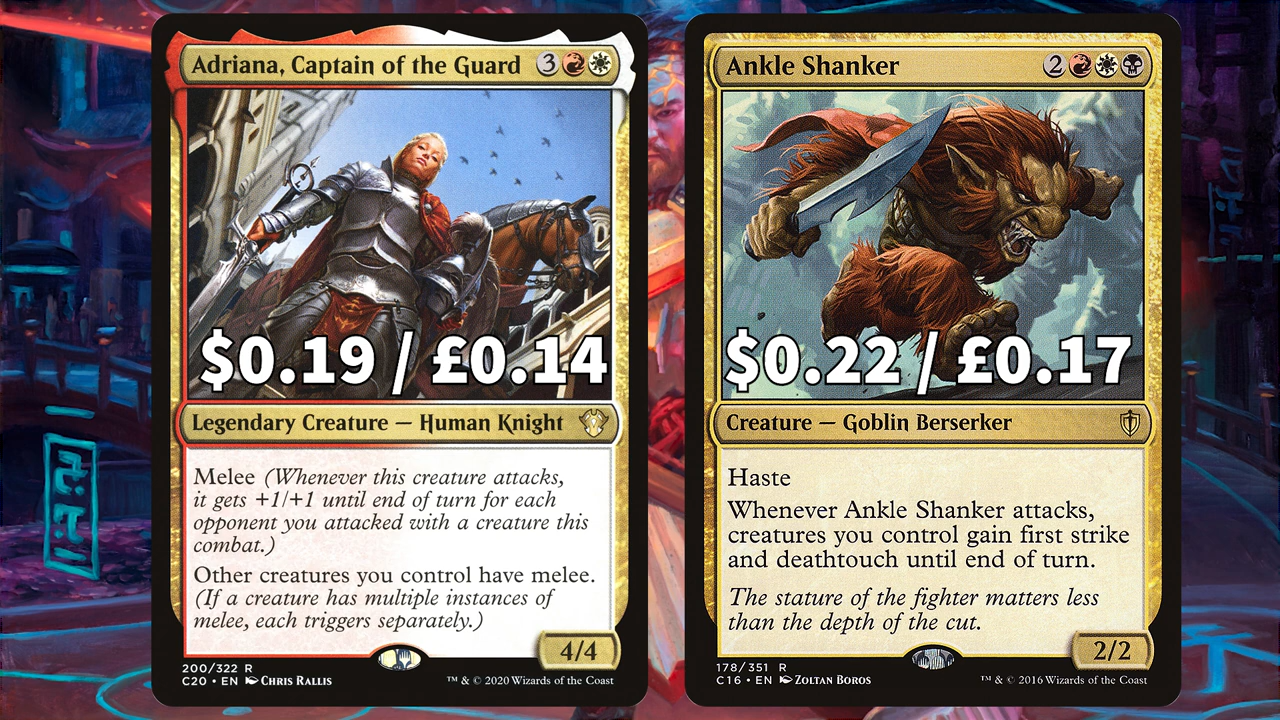 Adriana, Captain of the Guard 3
$0.19 / £0.14
Legendary Creature — Human Knight
Melee (Whenever this creature attacks,
it gets +1/+1 until end of turn for each
opponent you attacked with a creature this
combat.)
Other creatures you control have melee.
(If a creature has multiple instances of
melee, each triggers separately.)
4/4
200/322 R
C20 • EN Chris Rallis
™ & © 2020 Wizards of the Coast
Ankle Shanker 2
$0.22 / £0.17
Creature — Goblin Berserker
Haste
Whenever Ankle Shanker attacks,
creatures you control gain first strike
and deathtouch until end of turn.
The stature of the fighter matters less
than the depth of the cut.
2/2
178/351 R
C16 • EN Zoltan Boros
™ & © 2016 Wizards of the Coast